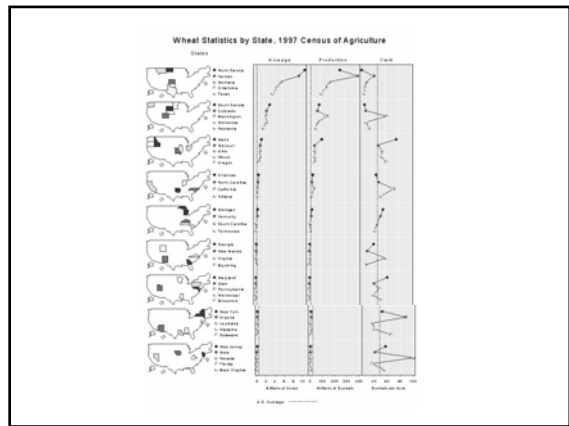 Wheat Statistics by State, 1997 Census of Agriculture
States
Acreage
Production
Yield
North Dakota
Kansas
Montana
Oklahoma
Texas
South Dakota
Colorado
Washington
Minnesota
Nebraska
Idaho
Missouri
Ohio
Illinois
Oregon
Arkansas
North Carolina
California
Indiana
Michigan
Kentucky
South Carolina
Tennessee
Georgia
New Mexico
Virginia
Wyoming
Maryland
Utah
Pennsylvania
Mississippi
Wisconsin
New York
Arizona
Louisiana
Alabama
Delaware
New Jersey
Iowa
Nevada
Florida
West Virginia
Millions of Acres
Millions of Bushels
Bushels per Acre
U.S. Average